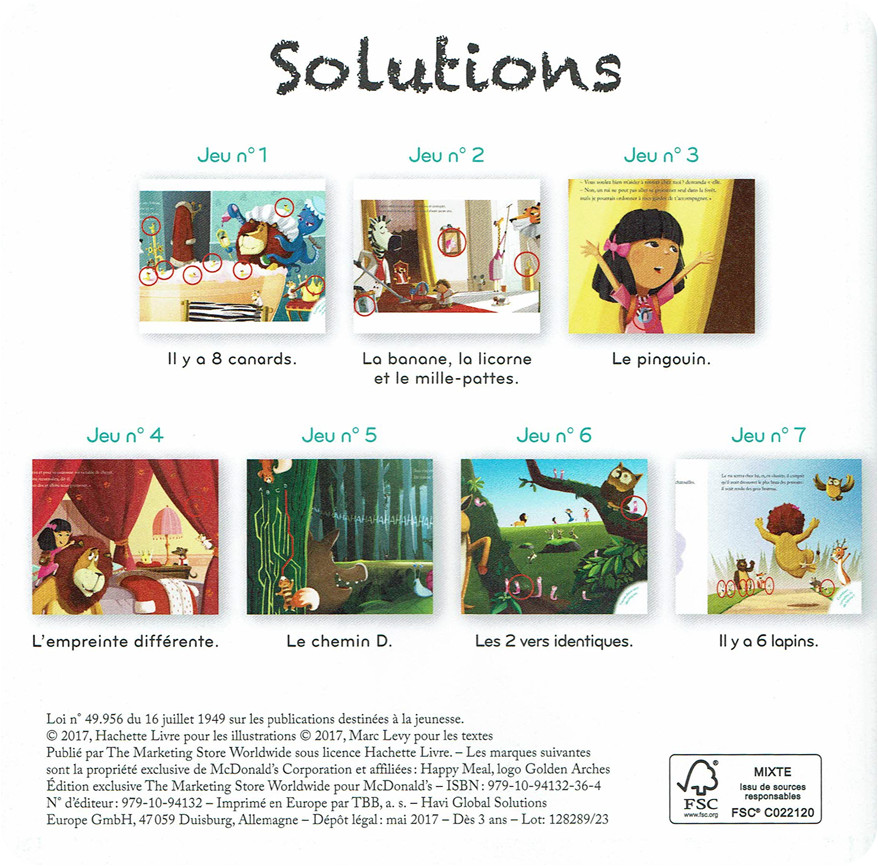 Solutions
Jeu n° 1
Jeu n° 2
Jeu n° 3
– Vous voulez bien m'aider à rentrer chez moi ? demanda-t-elle.
– Non, un roi ne peut pas aller se promener seul dans la forêt,
mais je pourrais ordonner à mes gardes de t'accompagner. »
Il y a 8 canards.
La banane, la licorne
et le mille-pattes.
Le pingouin.
Jeu n° 4
Jeu n° 5
Jeu n° 6
Jeu n° 7
HAHAHAHAHAHAHAHA
L'empreinte différente.
Le chemin D.
Les 2 vers identiques.
Il y a 6 lapins.
Loi n° 49.956 du 16 juillet 1949 sur les publications destinées à la jeunesse.
© 2017, Hachette Livre pour les illustrations © 2017, Marc Levy pour les textes
Publié par The Marketing Store Worldwide sous licence Hachette Livre. – Les marques suivantes
sont la propriété exclusive de McDonald's Corporation et affiliées : Happy Meal, logo Golden Arches
Édition exclusive The Marketing Store Worldwide pour McDonald's – ISBN : 979-10-94132-36-4
N° d'éditeur : 979-10-94132 – Imprimé en Europe par TBB, a. s. – Havi Global Solutions
Europe GmbH, 47059 Duisburg, Allemagne – Dépôt légal : mai 2017 – Dès 3 ans – Lot: 128289/23
FSC
www.fsc.org
MIXTE
Issu de sources
responsables
FSC® C022120